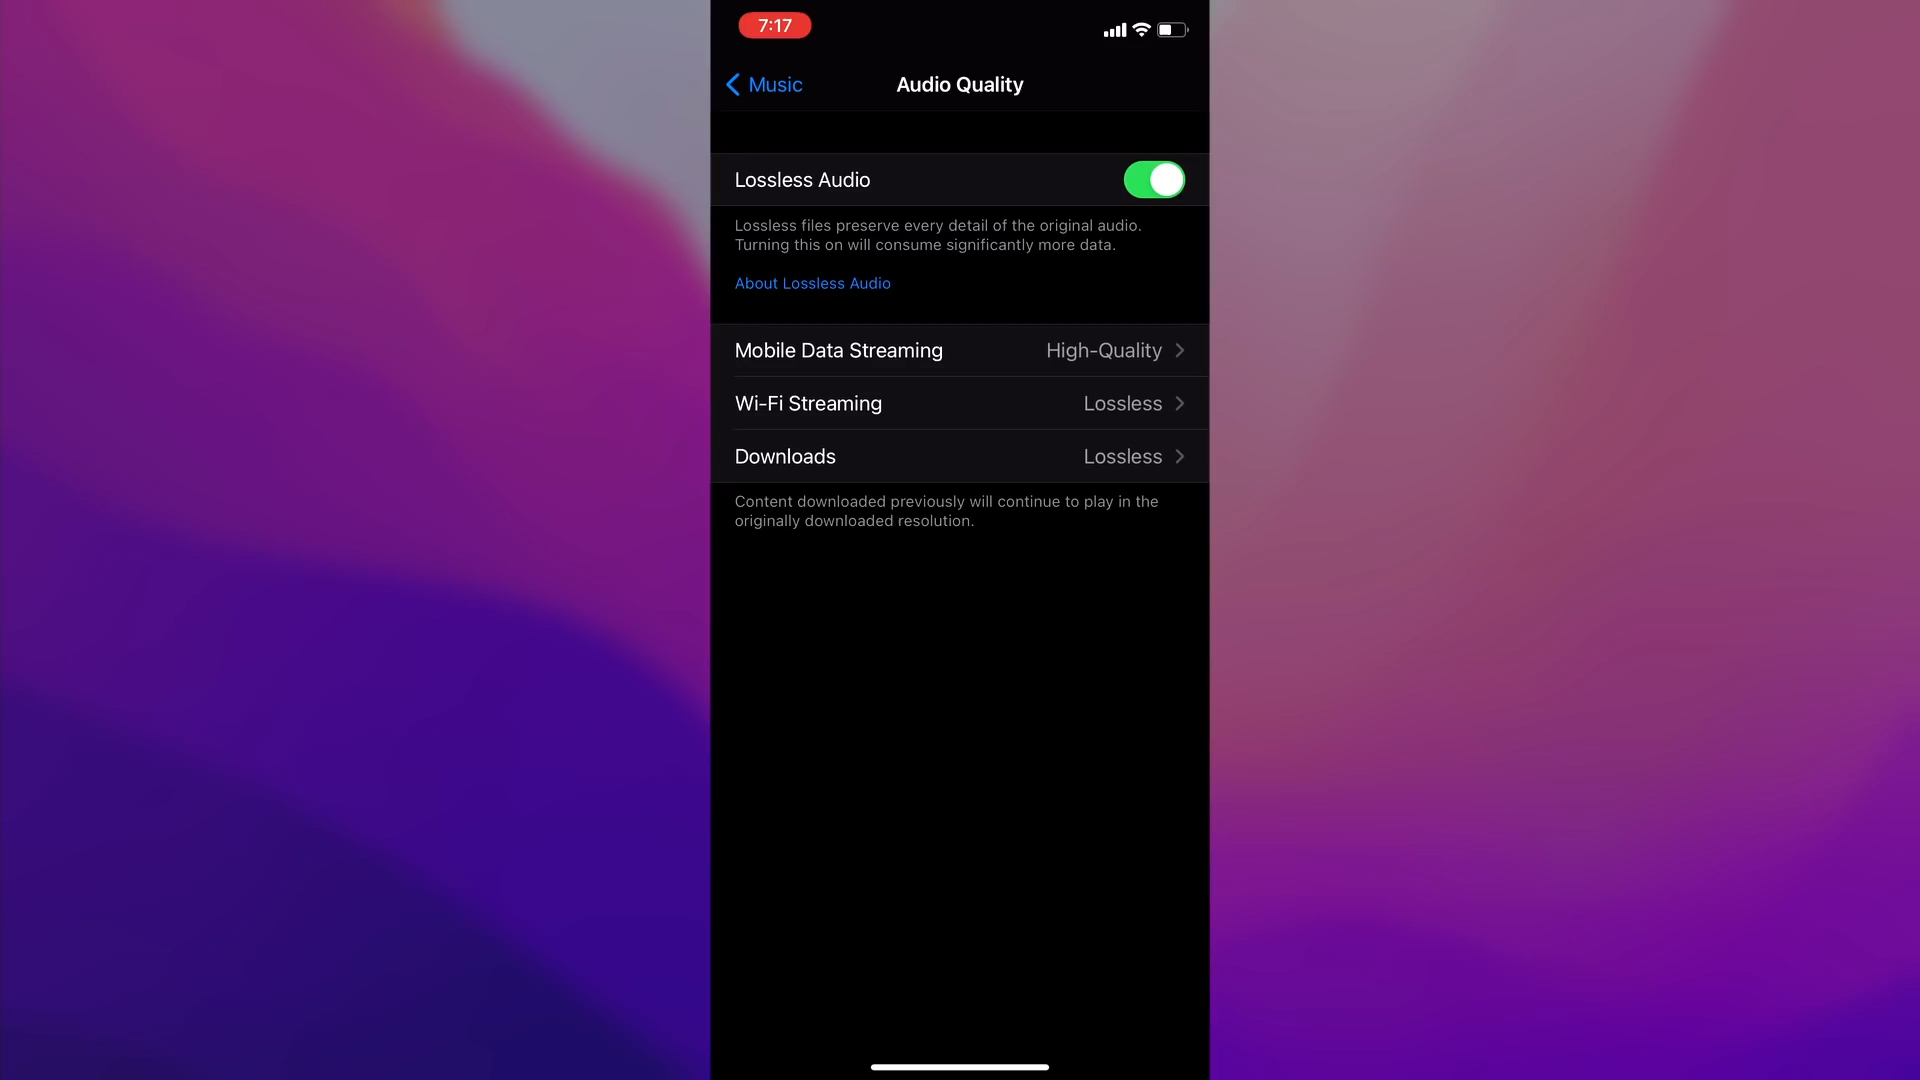 7:17
Music
Audio Quality
Lossless Audio
Lossless files preserve every detail of the original audio.
Turning this on will consume significantly more data.
About Lossless Audio
Mobile Data Streaming High-Quality
Wi-Fi Streaming Lossless
Downloads Lossless
Content downloaded previously will continue to play in the
originally downloaded resolution.